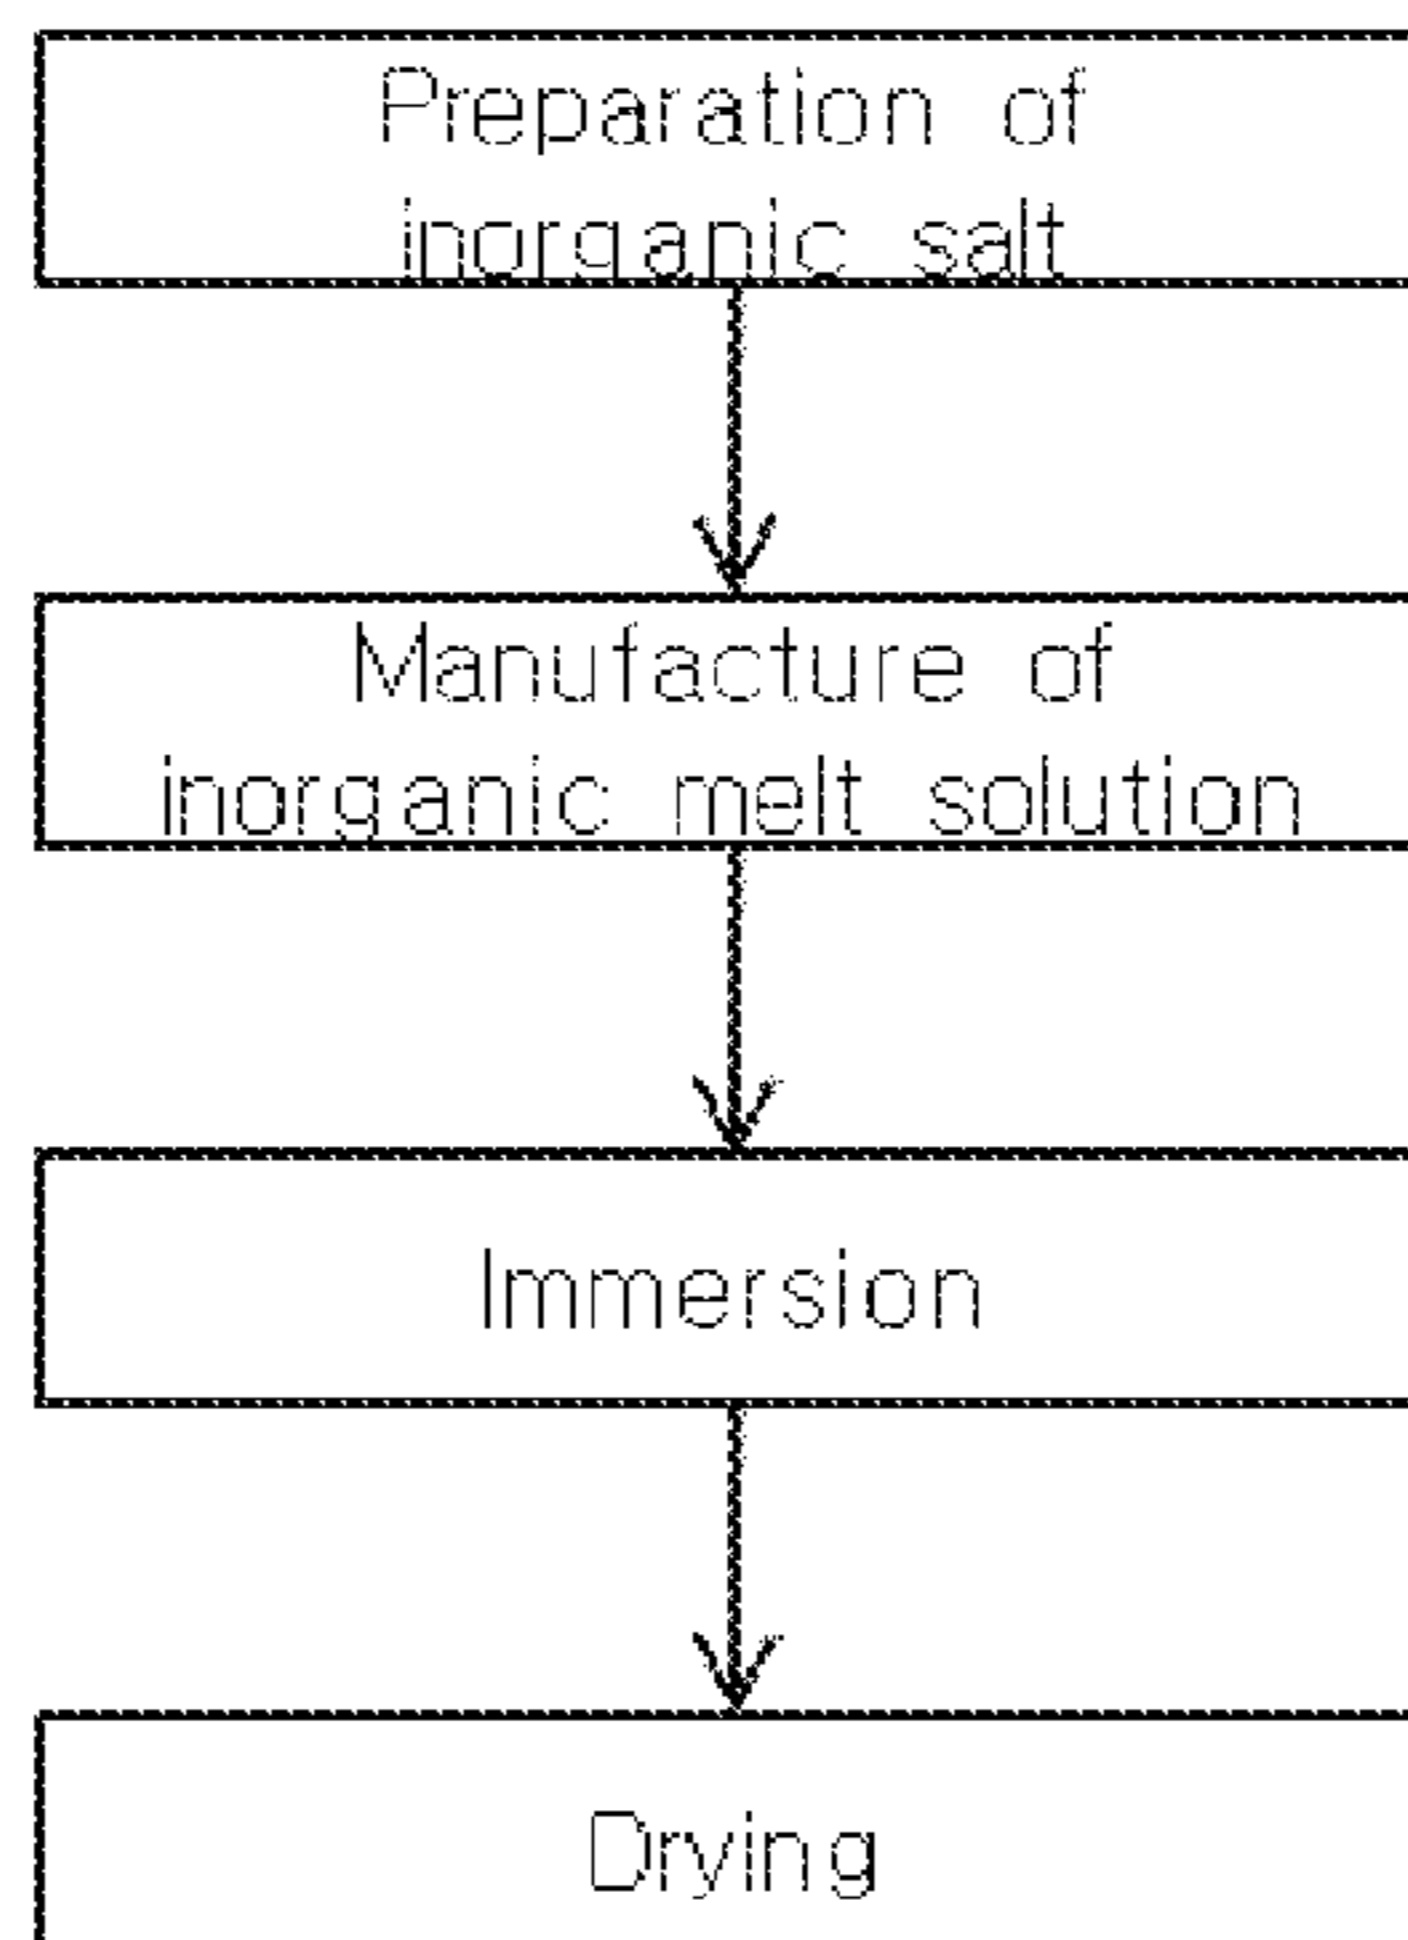 Preparation of
inorganic salt
Manufacture of
inorganic melt solution
Immersion
Drying